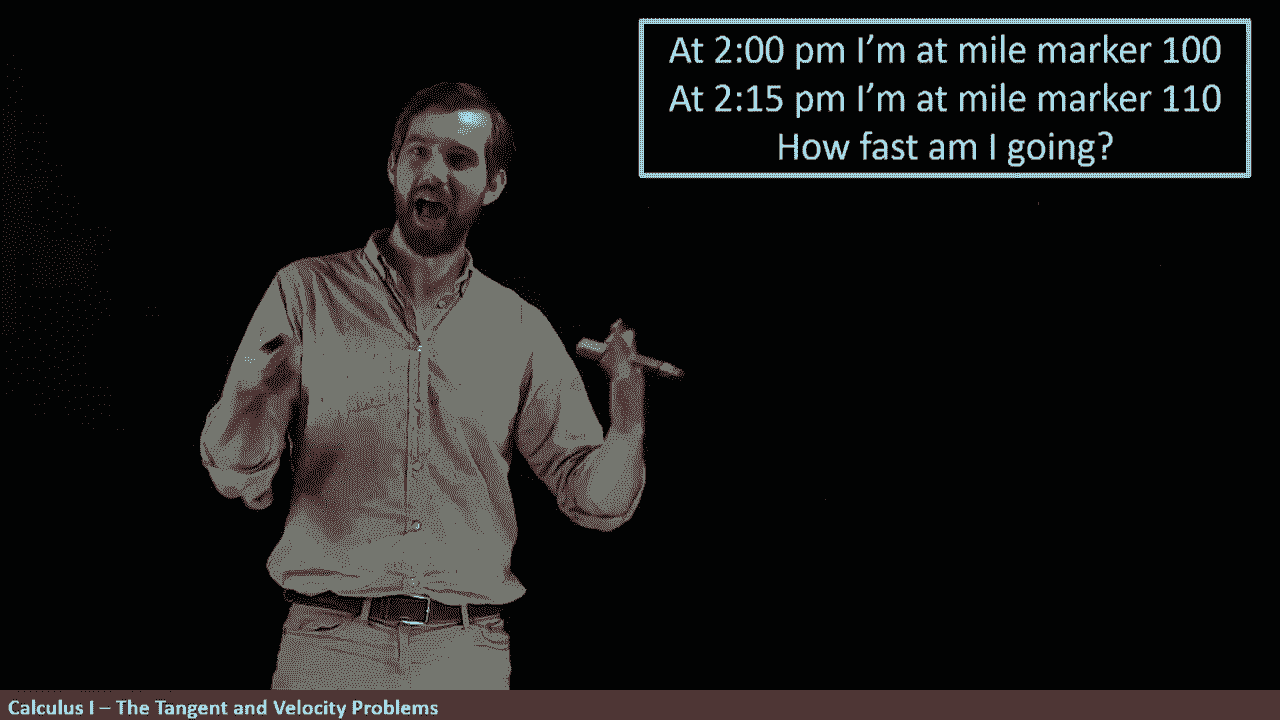 At 2:00 pm I’m at mile marker 100
At 2:15 pm I’m at mile marker 110
How fast am I going?
Calculus I – The Tangent and Velocity Problems